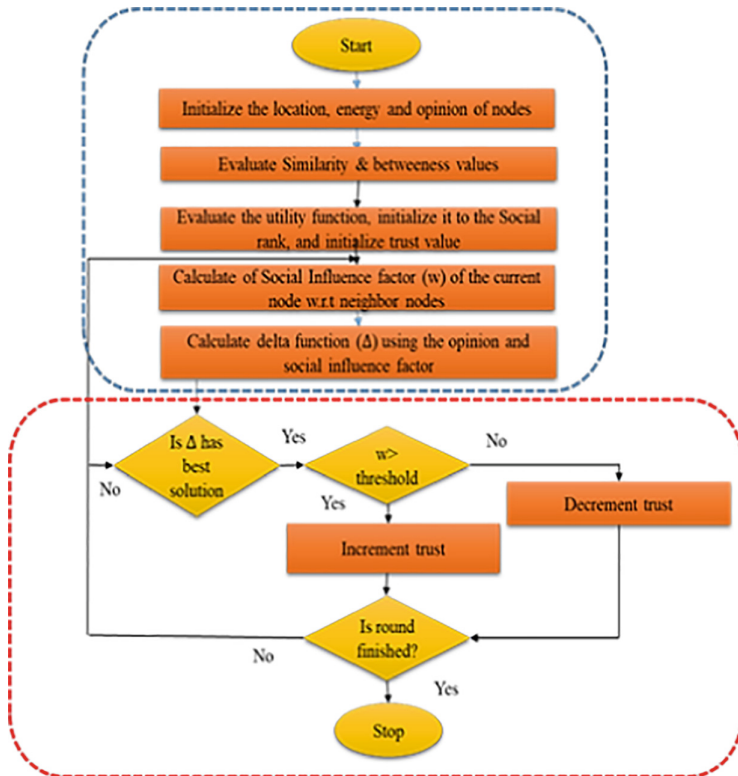 Start
Initialize the location, energy and opinion of nodes
Evaluate Similarity & betweeness values
Evaluate the utility function, initialize it to the Social
rank, and initialize trust value
Calculate of Social Influence factor (w) of the current
node w.r.t neighbor nodes
Calculate delta function (Δ) using the opinion and
social influence factor
Is Δ has
best
solution
Yes
No
w>
threshold
No
Yes
Decrement trust
Increment trust
Is round
finished?
No
Yes
Stop